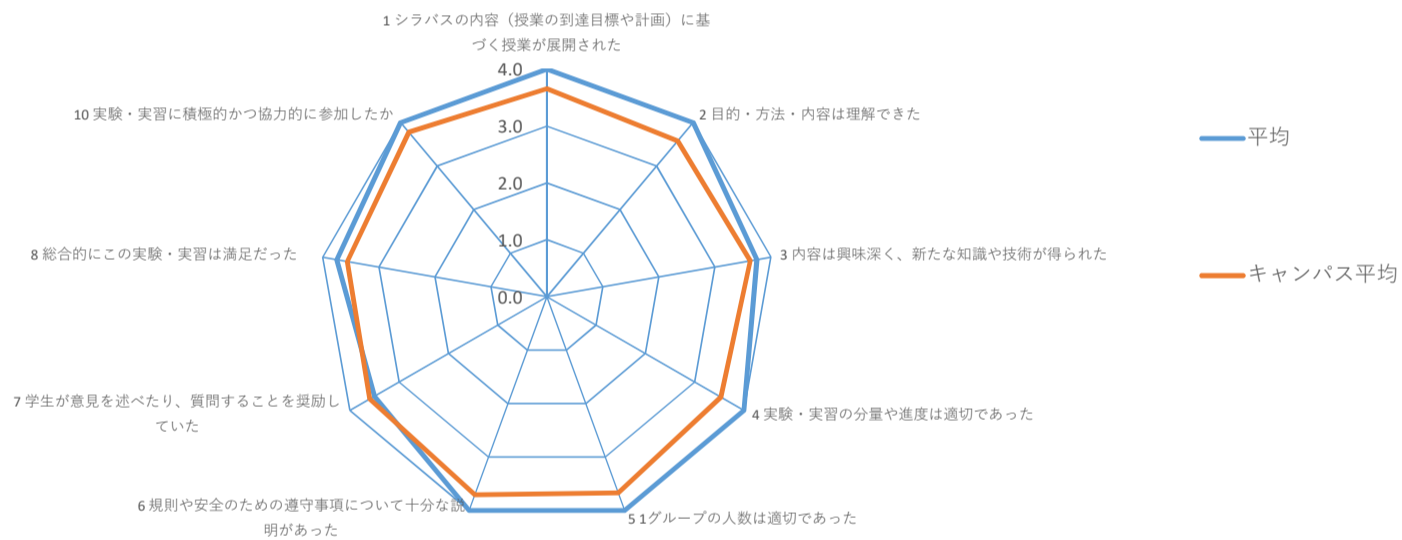 1 シラバスの内容（授業の到達目標や計画）に基
づく授業が展開された
4.0
3.0
2.0
1.0
0.0
10 実験・実習に積極的かつ協力的に参加したか
2 目的・方法・内容は理解できた
平均
8 総合的にこの実験・実習は満足だった
3 内容は興味深く、新たな知識や技術が得られた
キャンパス平均
7 学生が意見を述べたり、質問することを奨励し
ていた
4 実験・実習の分量や進度は適切であった
6 規則や安全のための遵守事項について十分な説
明があった
5 1グループの人数は適切であった